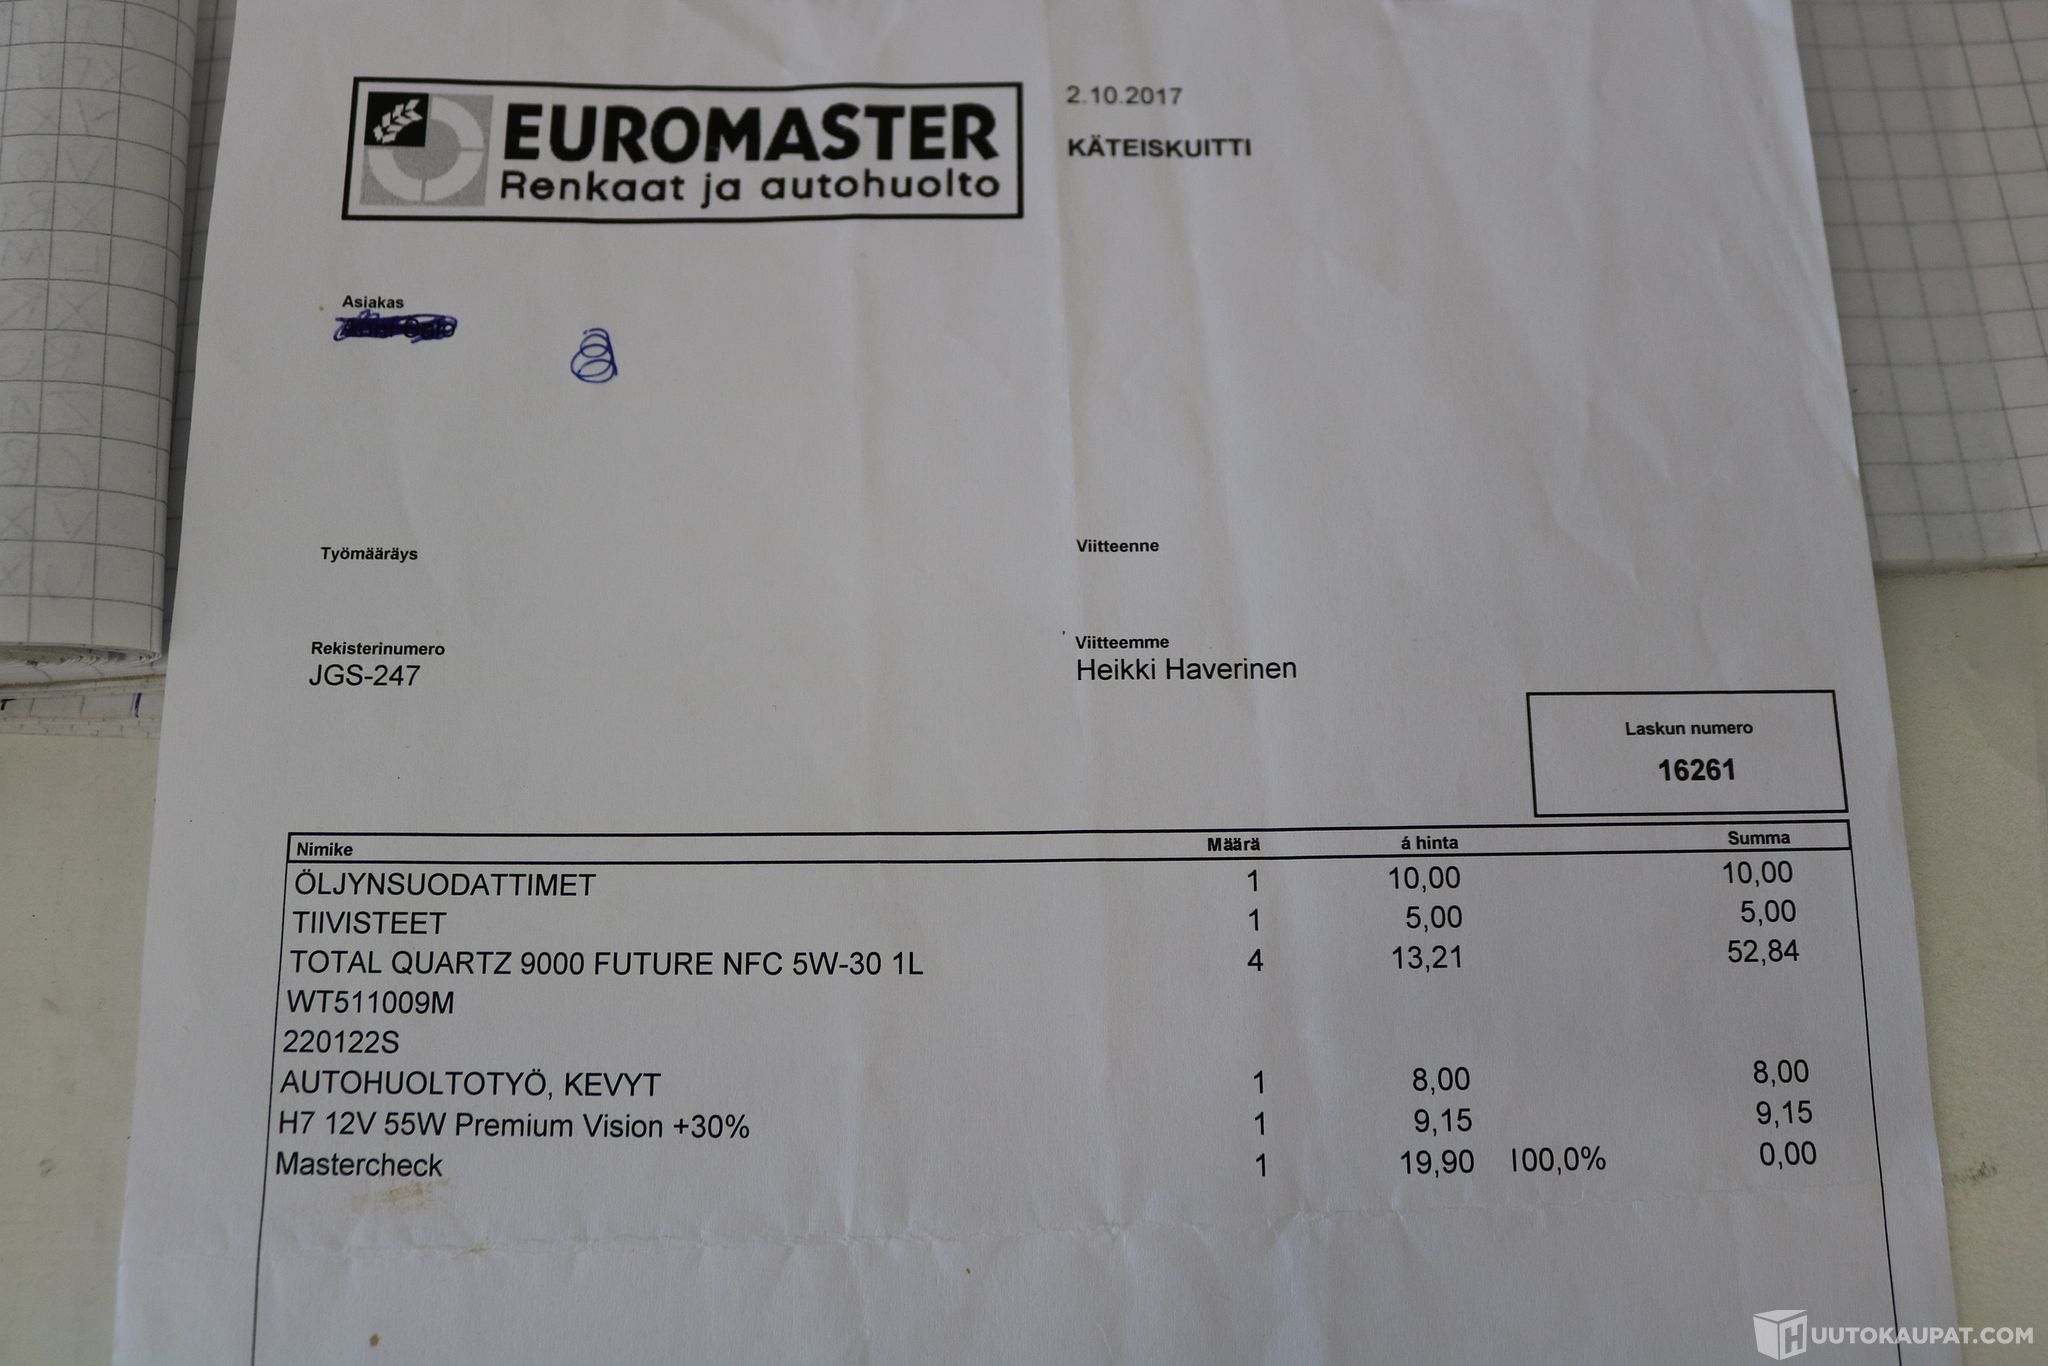 EUROMASTER
Renkaat ja autohuolto
2.10.2017
KÄTEISKUITTI
Asiakas
Työmääräys
Viitteenne
Rekisterinumero
JGS-247
Viitteemme
Heikki Haverinen
Laskun numero
16261
Nimike Määrä á hinta Summa
ÖLJYNSUODATTIMET 1 10,00 10,00
TIIVISTEET 1 5,00 5,00
TOTAL QUARTZ 9000 FUTURE NFC 5W-30 1L 4 13,21 52,84
WT511009M
220122S
AUTOHUOLTOTYÖ, KEVYT 1 8,00 8,00
H7 12V 55W Premium Vision +30% 1 9,15 9,15
Mastercheck 1 19,90 100,0% 0,00
HUUTOKAUPAT.COM